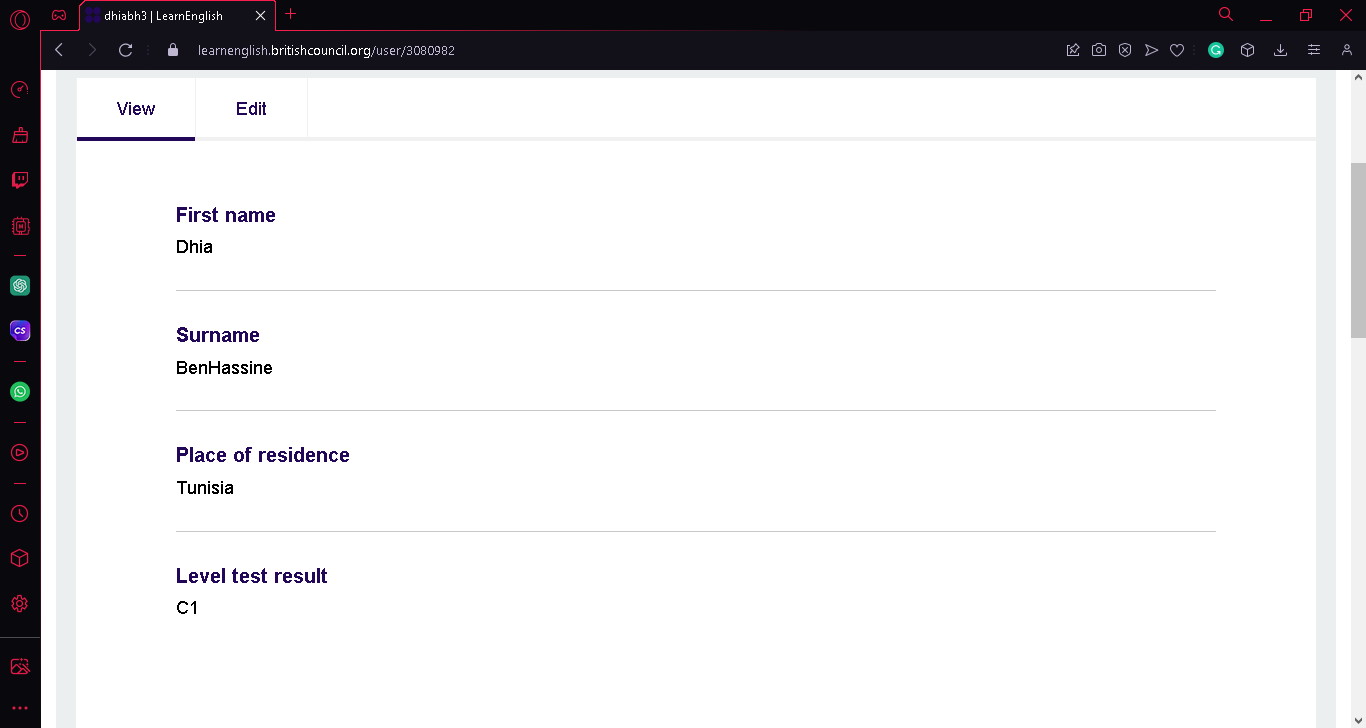 dhiabh3 | LearnEnglish
learnenglish.britishcouncil.org/user/3080982
View
Edit
First name
Dhia
Surname
BenHassine
Place of residence
Tunisia
Level test result
C1
CS